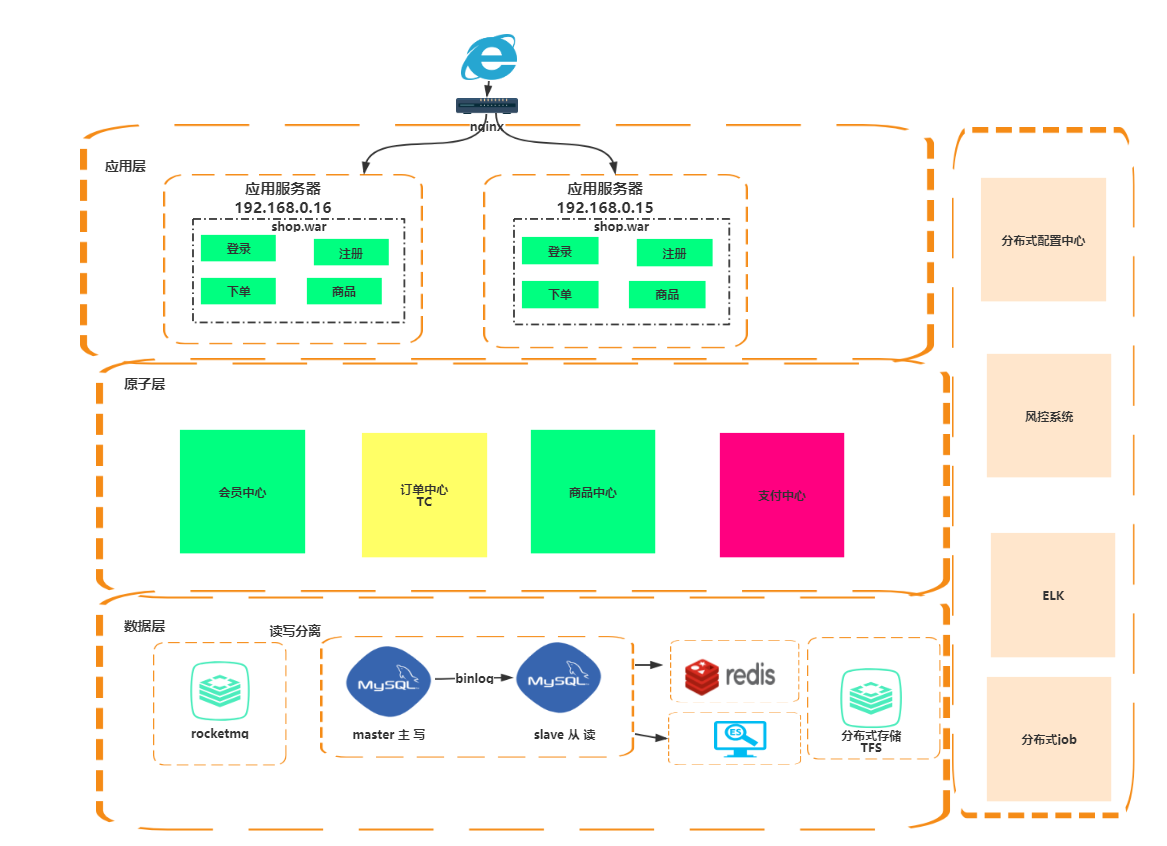 nginx
应用层
应用服务器
192.168.0.16
shop.war
登录
注册
下单
商品
应用服务器
192.168.0.15
shop.war
登录
注册
下单
商品
原子层
会员中心
订单中心
TC
商品中心
支付中心
数据层
rocketmq
读写分离
MySQL
binlog
MySQL
master 主 写
slave 从 读
redis
ES
分布式存储
TFS
分布式配置中心
风控系统
ELK
分布式job